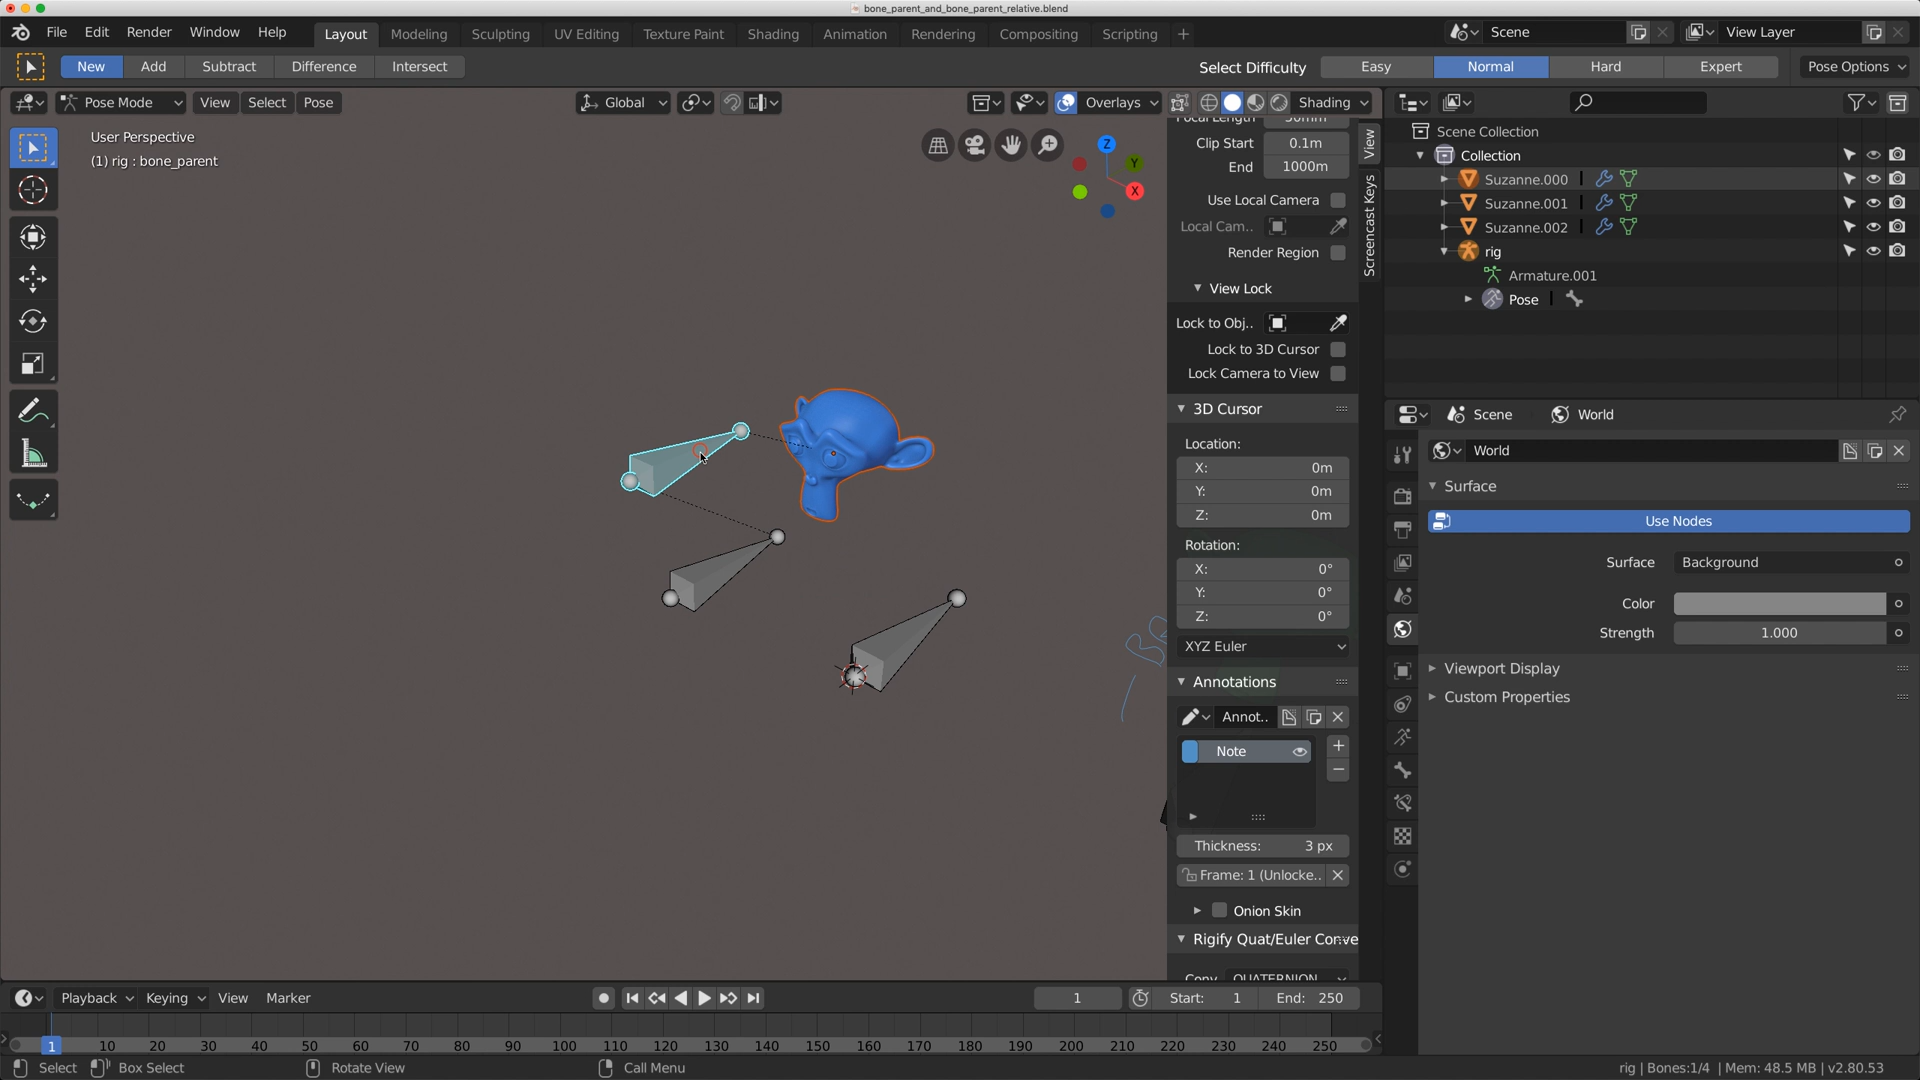 bone_parent_and_bone_parent_relative.blend
File Edit Render Window Help Layout Modeling Sculpting UV Editing Texture Paint Shading Animation Rendering Compositing Scripting + Scene View Layer
New Add Subtract Difference Intersect Select Difficulty Easy Normal Hard Expert Pose Options
Pose Mode View Select Pose Global Overlays Shading
User Perspective
(1) rig : bone_parent
Z
Y
X
Clip Start 0.1m
End 1000m
Use Local Camera
Local Cam..
Render Region
View Lock
Lock to Obj..
Lock to 3D Cursor
Lock Camera to View
3D Cursor
Location:
X: 0m
Y: 0m
Z: 0m
Rotation:
X: 0°
Y: 0°
Z: 0°
XYZ Euler
Annotations
Annot..
Note
Thickness: 3 px
Frame: 1 (Unlocke..
Onion Skin
Rigify Quat/Euler Conve
QUATERNION
View
Screencast Keys
Scene Collection
Collection
Suzanne.000
Suzanne.001
Suzanne.002
rig
Armature.001
Pose
Scene World
World
Surface
Use Nodes
Surface Background
Color
Strength 1.000
Viewport Display
Custom Properties
Playback Keying View Marker 1 Start: 1 End: 250
1 10 20 30 40 50 60 70 80 90 100 110 120 130 140 150 160 170 180 190 200 210 220 230 240 250
Select Box Select Rotate View Call Menu rig | Bones:1/4 | Mem: 48.5 MB | v2.80.53